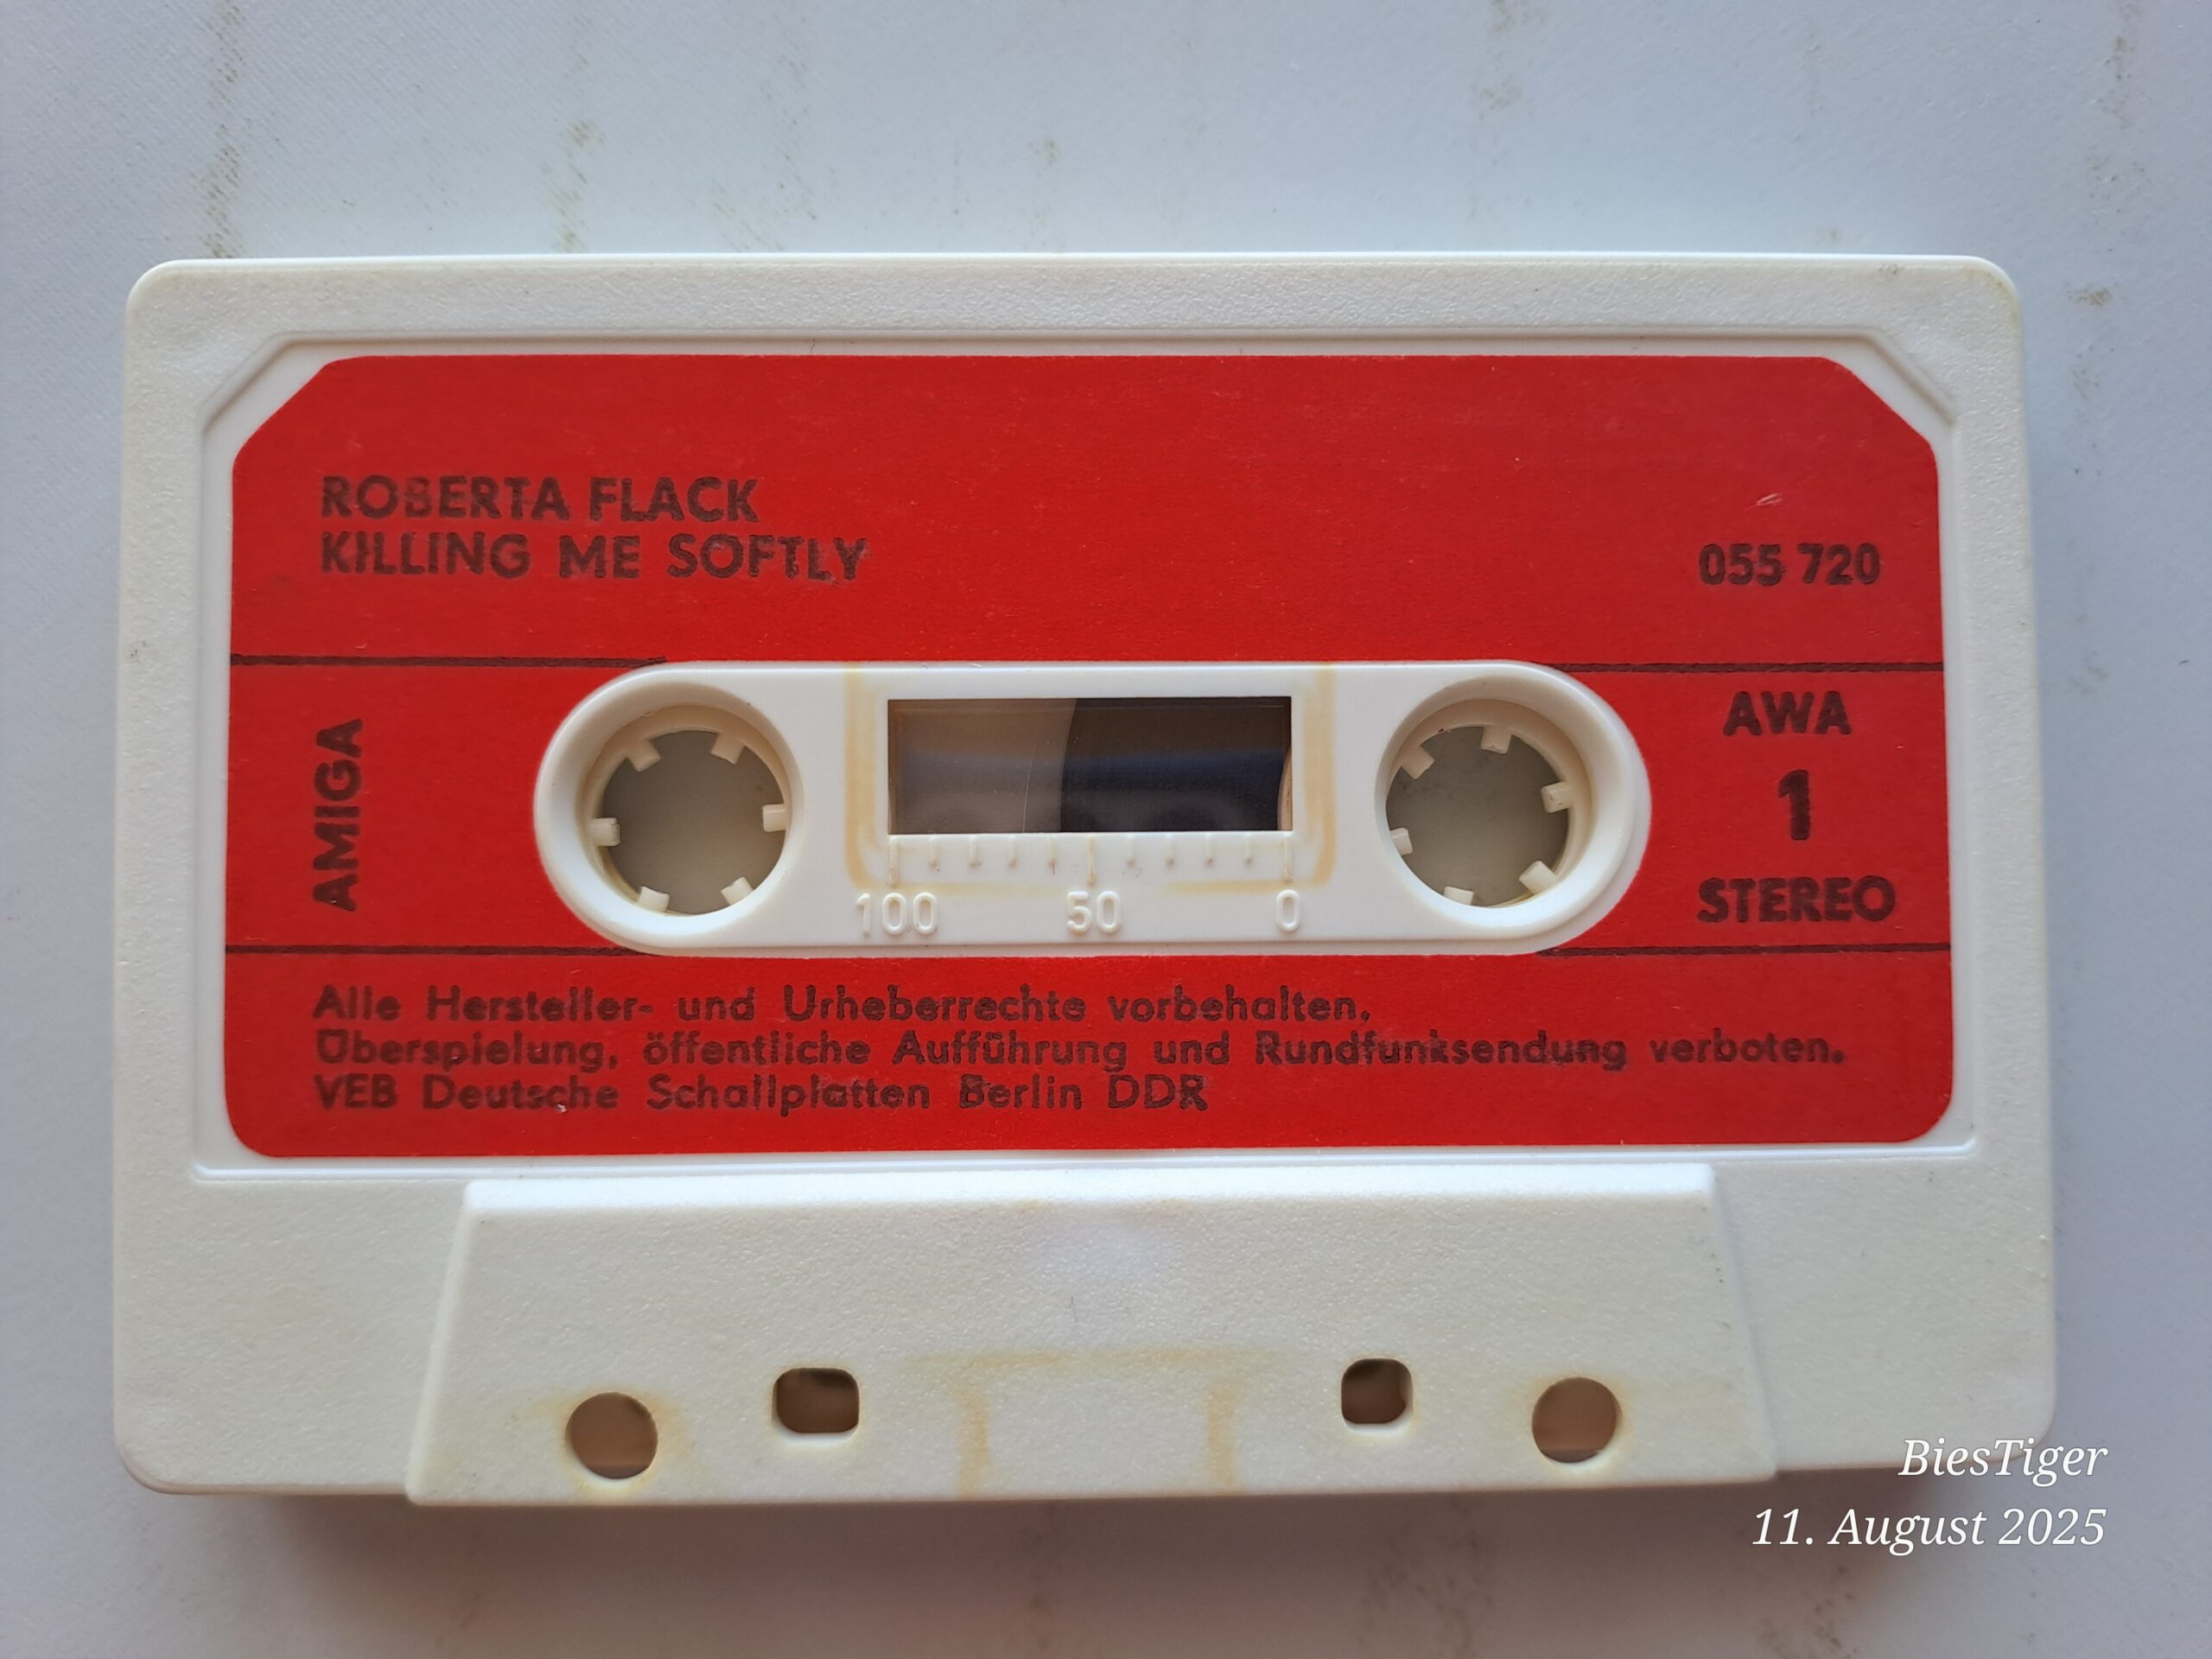 ROBERTA FLACK
KILLING ME SOFTLY
055 720
AMIGA
AWA
1
STEREO
100 50 0
Alle Hersteller- und Urheberrechte vorbehalten.
Überspielung, öffentliche Aufführung und Rundfunksendung verboten.
VEB Deutsche Schallplatten Berlin DDR
BiesTiger
11. August 2025